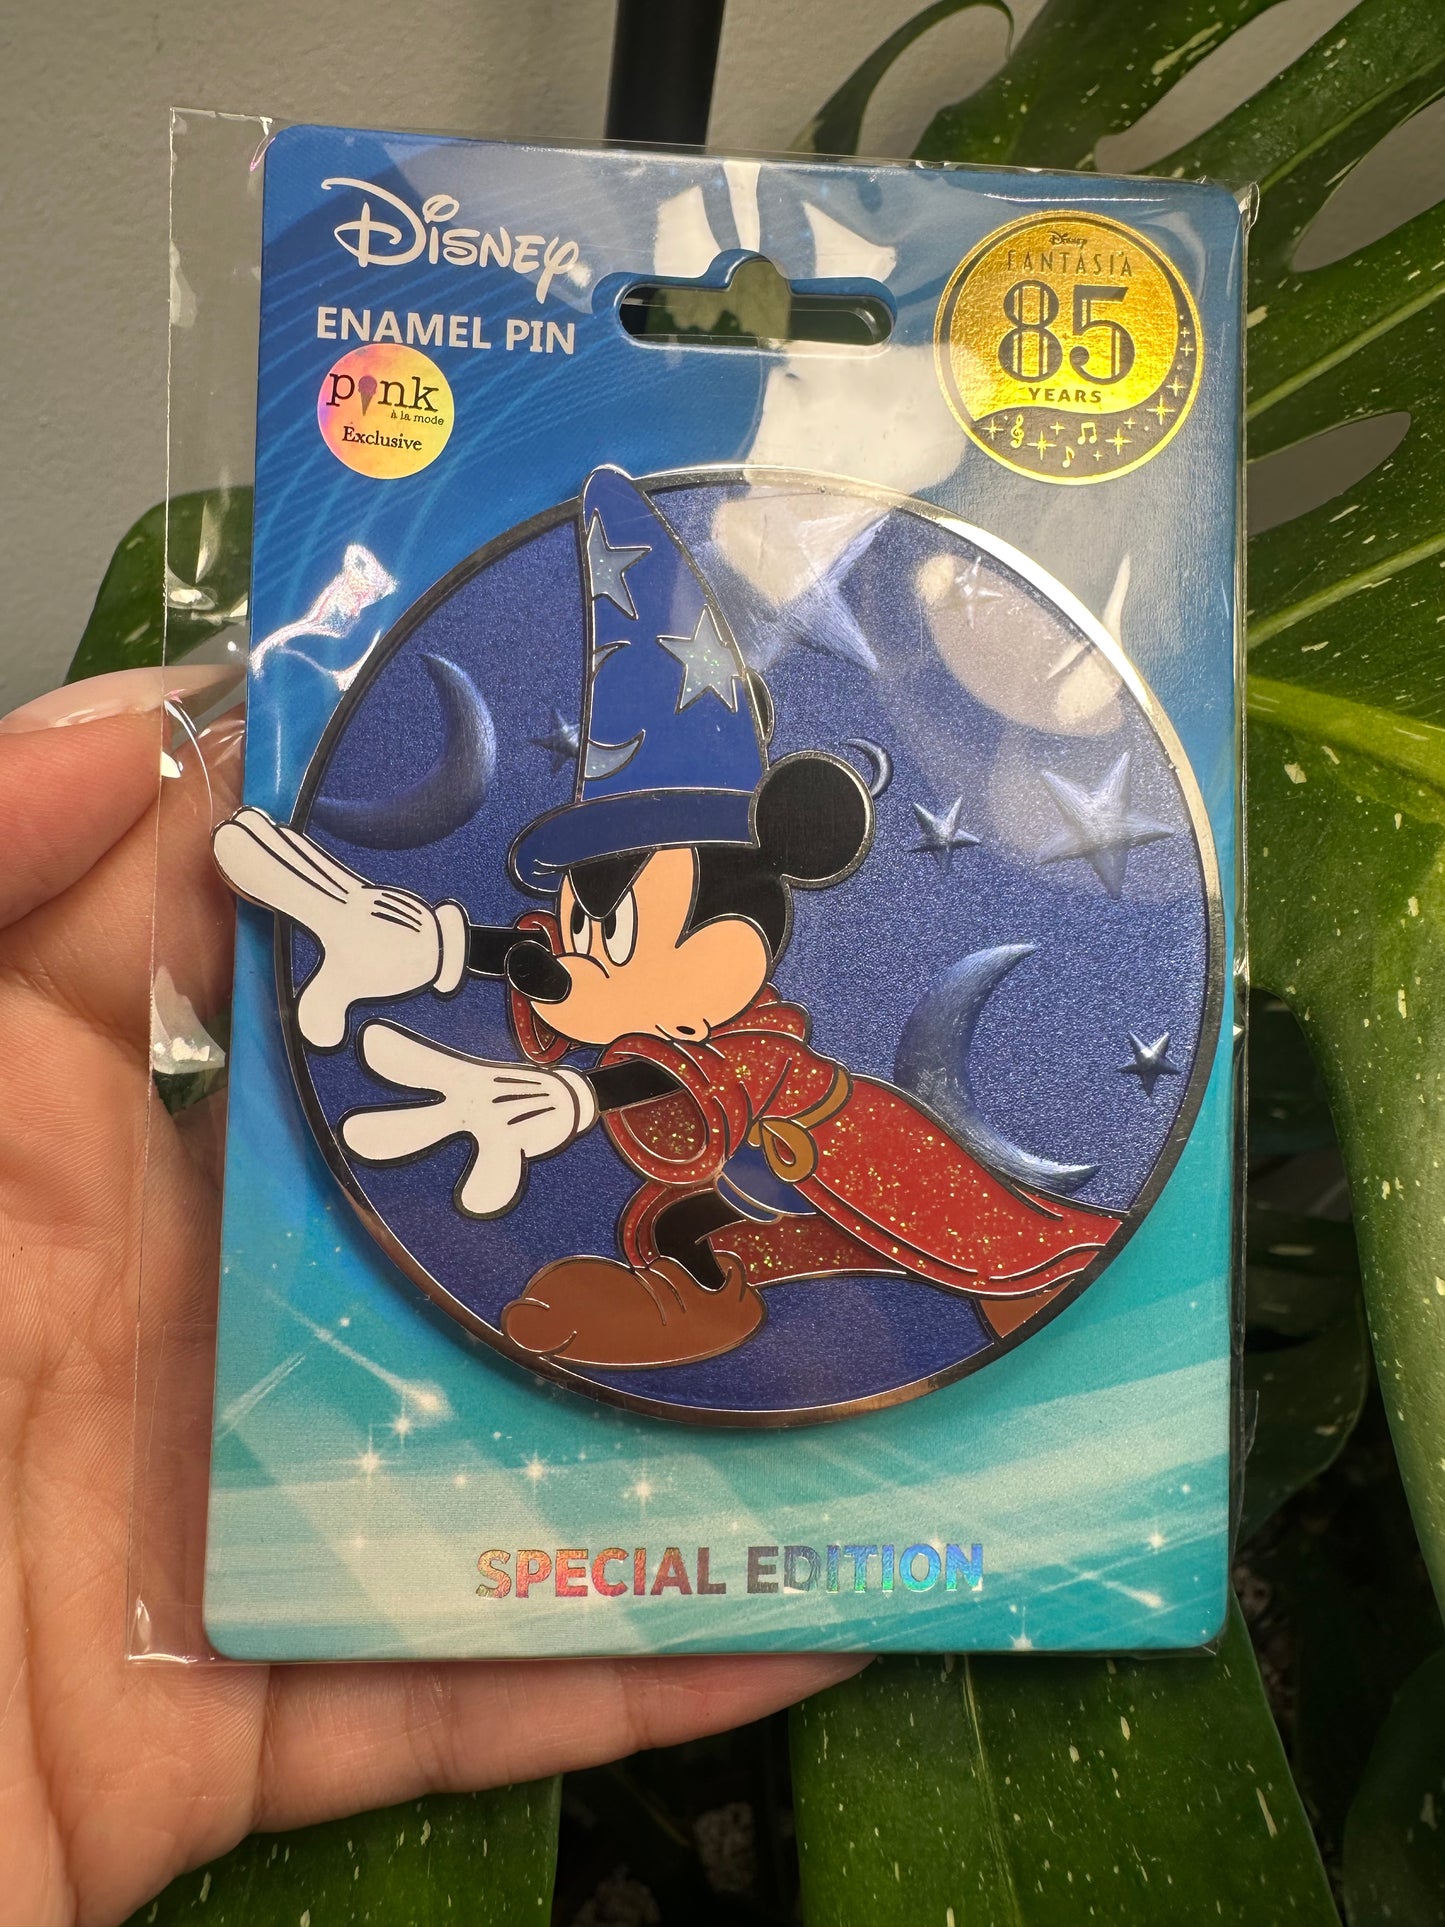 Disney
ENAMEL PIN
pink
à la mode
Exclusive
Disney
FANTASIA
85
YEARS
SPECIAL EDITION